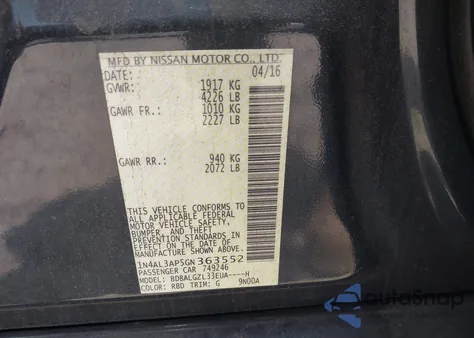 MFD BY NISSAN MOTOR CO., LTD.
DATE: 04/16
GVWR: 1917 KG
4226 LB
GAWR FR.: 1010 KG
2227 LB
GAWR RR.: 940 KG
2072 LB
THIS VEHICLE CONFORMS TO
ALL APPLICABLE FEDERAL
MOTOR VEHICLE SAFETY,
BUMPER, AND THEFT
PREVENTION STANDARDS IN
EFFECT ON THE DATE OF
MANUFACTURE SHOWN ABOVE.
1N4AL3AP5GN363552
PASSENGER CAR 749246
MODEL: BDBALGZL33EUA----H
COLOR: RBD TRIM: G 9N00A
AutoSnap